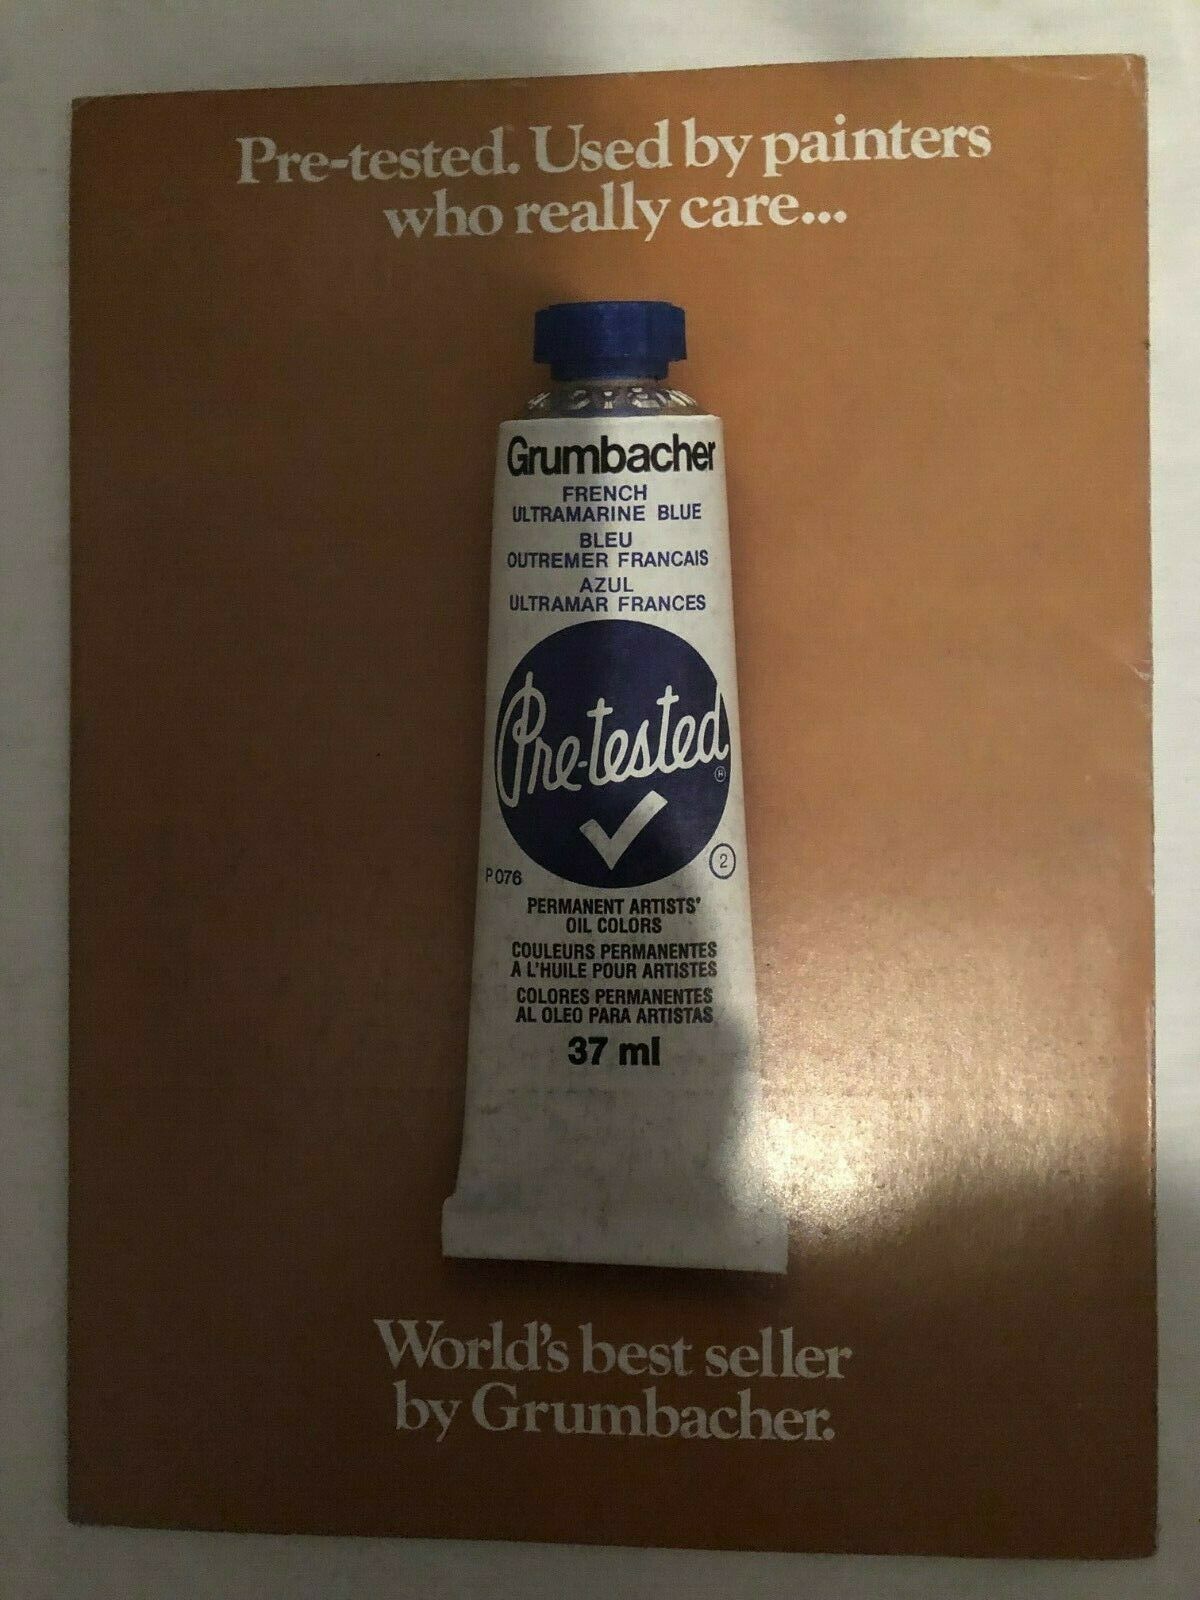 Pre-tested. Used by painters
who really care...
Grumbacher
FRENCH
ULTRAMARINE BLUE
BLEU
OUTREMER FRANCAIS
AZUL
ULTRAMAR FRANCES
Pre-tested®
P 076
2
PERMANENT ARTISTS'
OIL COLORS
COULEURS PERMANENTES
A L'HUILE POUR ARTISTES
COLORES PERMANENTES
AL OLEO PARA ARTISTAS
37 ml
World's best seller
by Grumbacher.